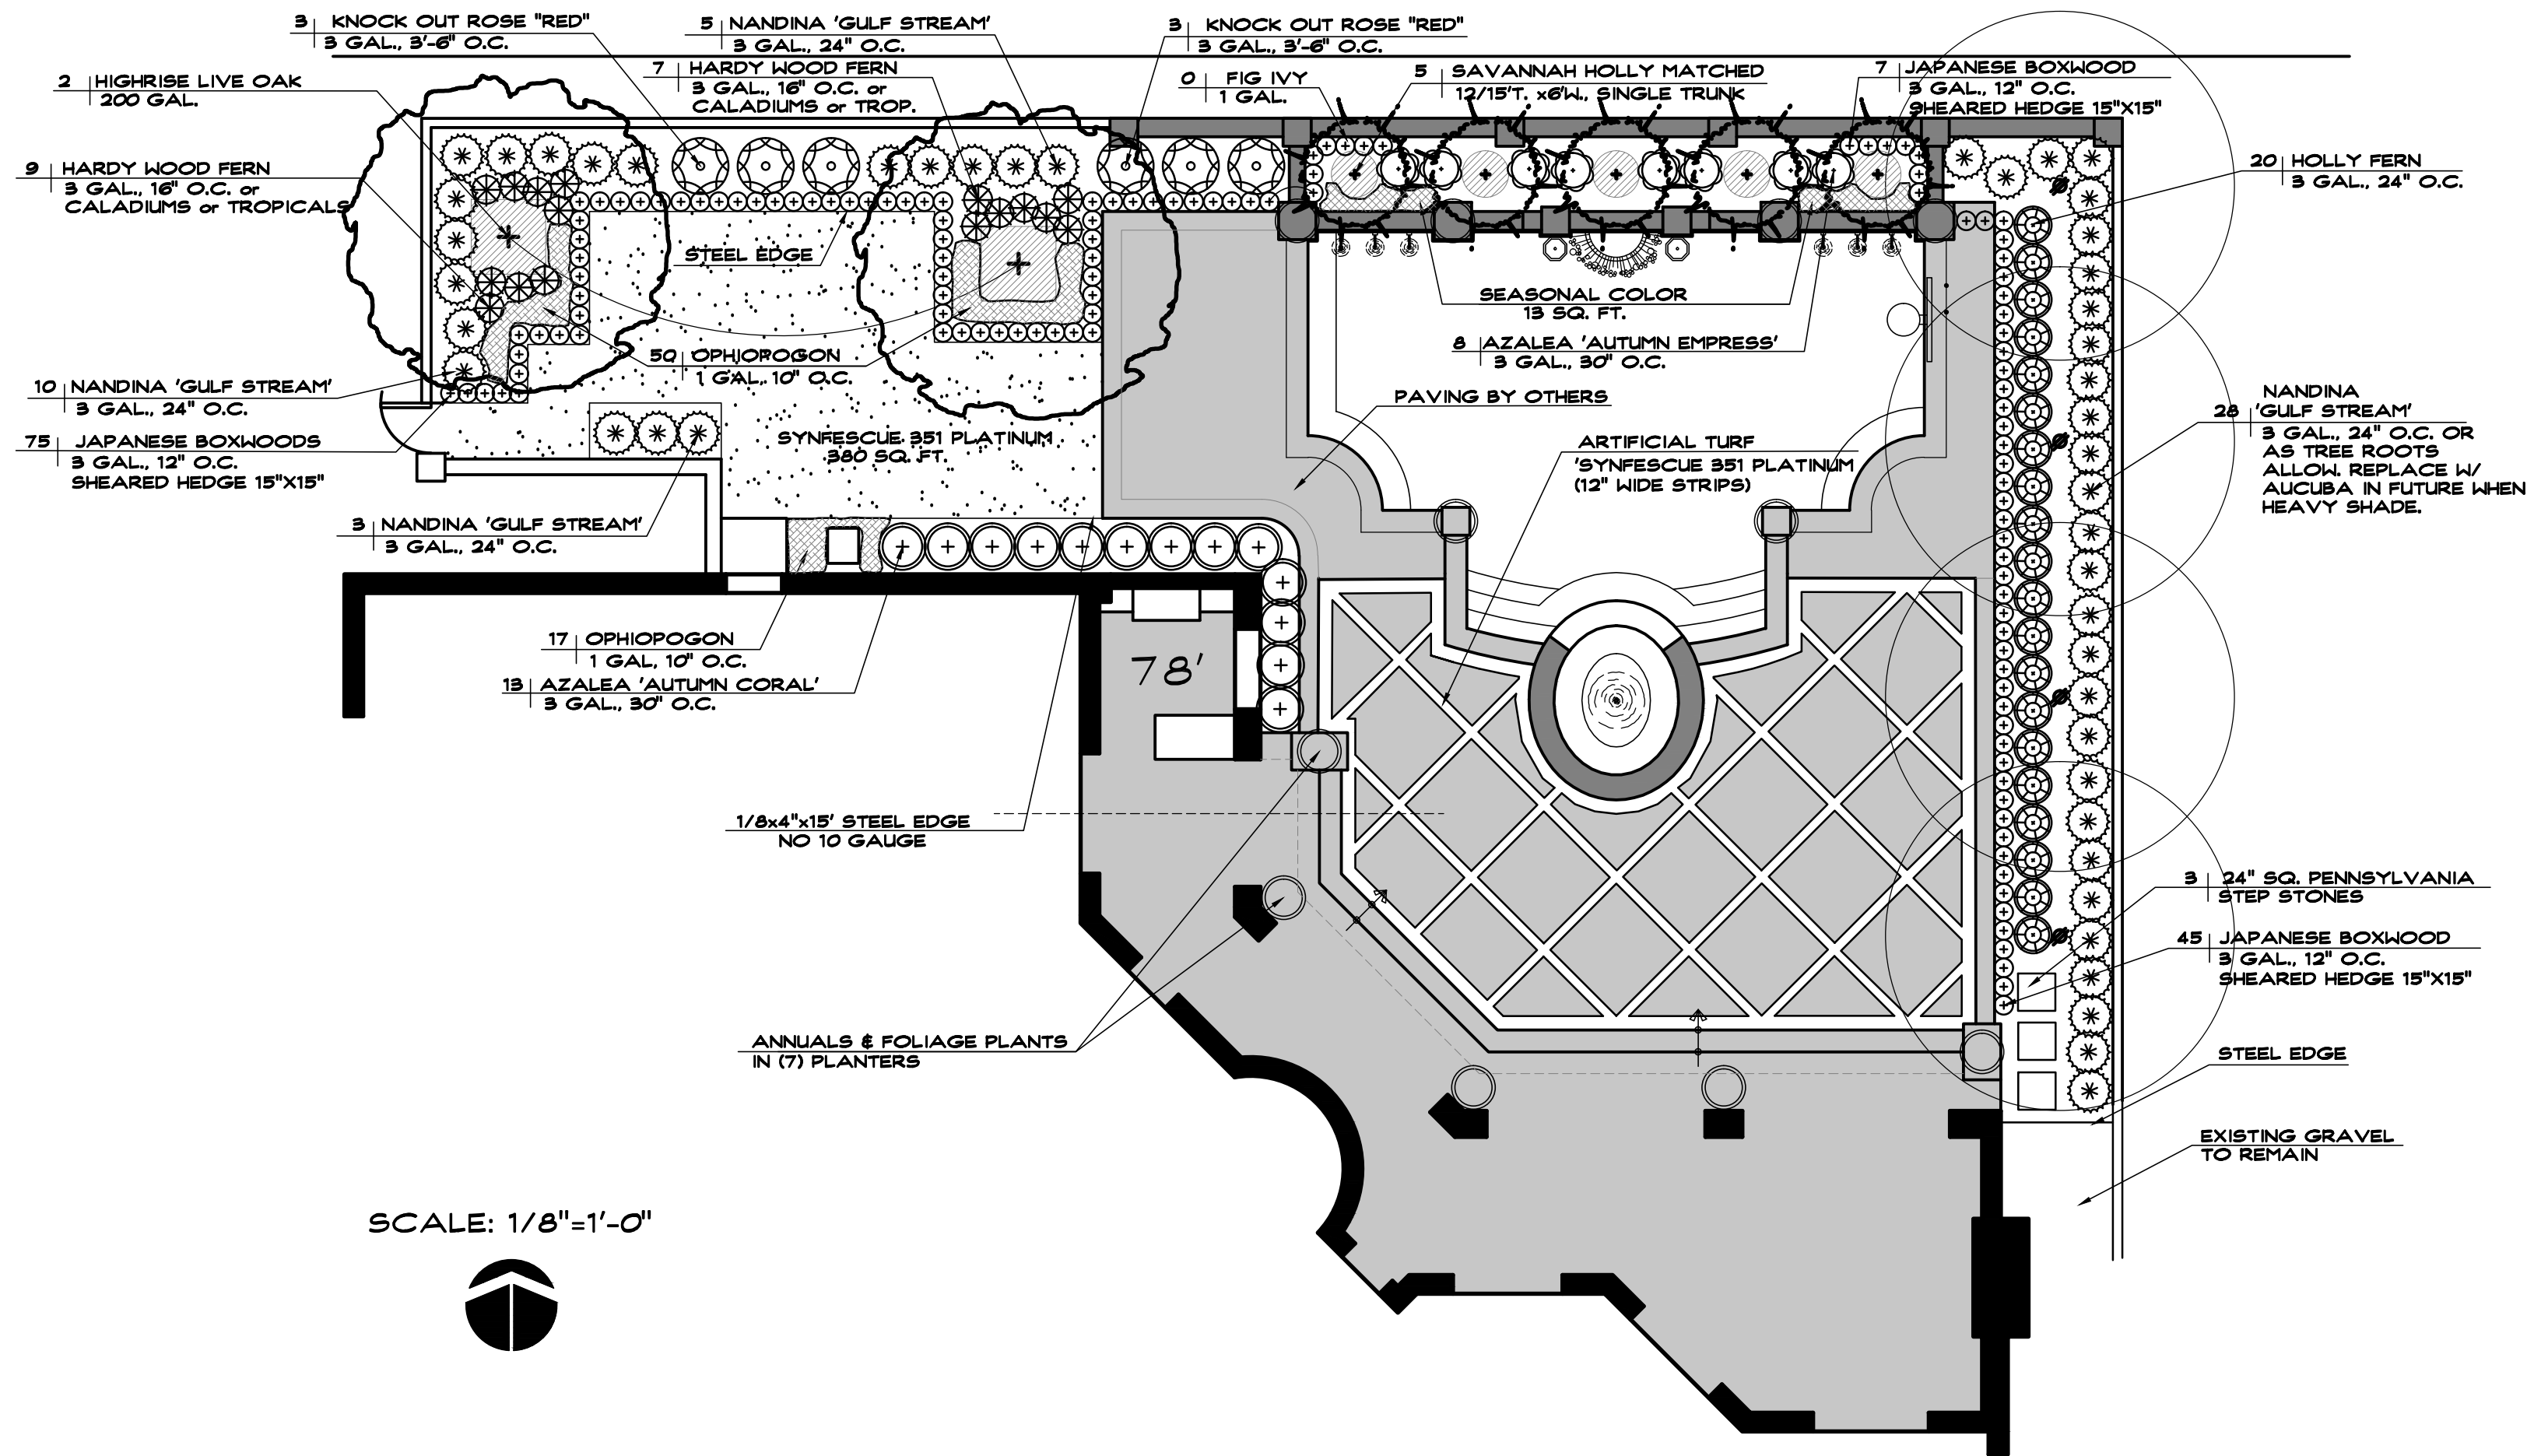 3 KNOCK OUT ROSE "RED"
3 GAL., 3'-6" O.C.
5 NANDINA 'GULF STREAM'
3 GAL., 24" O.C.
3 KNOCK OUT ROSE "RED"
3 GAL., 3'-6" O.C.
2 HIGHRISE LIVE OAK
200 GAL.
7 HARDY WOOD FERN
3 GAL., 16" O.C. or
CALADIUMS or TROP.
0 FIG IVY
1 GAL.
5 SAVANNAH HOLLY MATCHED
12/15'T. x6'W., SINGLE TRUNK
7 JAPANESE BOXWOOD
3 GAL., 12" O.C.
SHEARED HEDGE 15"X15"
9 HARDY WOOD FERN
3 GAL., 16" O.C. or
CALADIUMS or TROPICALS
20 HOLLY FERN
3 GAL., 24" O.C.
STEEL EDGE
SEASONAL COLOR
13 SQ. FT.
50 OPHIOPOGON
1 GAL, 10" O.C.
8 AZALEA 'AUTUMN EMPRESS'
3 GAL., 30" O.C.
10 NANDINA 'GULF STREAM'
3 GAL., 24" O.C.
PAVING BY OTHERS
NANDINA
28 'GULF STREAM'
3 GAL., 24" O.C. OR
AS TREE ROOTS
ALLOW. REPLACE W/
AUCUBA IN FUTURE WHEN
HEAVY SHADE.
75 JAPANESE BOXWOODS
3 GAL., 12" O.C.
SHEARED HEDGE 15"X15"
SYNFESCUE 351 PLATINUM
380 SQ. FT.
ARTIFICIAL TURF
'SYNFESCUE 351 PLATINUM
(12" WIDE STRIPS)
3 NANDINA 'GULF STREAM'
3 GAL., 24" O.C.
17 OPHIOPOGON
1 GAL, 10" O.C.
78'
13 AZALEA 'AUTUMN CORAL'
3 GAL., 30" O.C.
1/8x4"x15' STEEL EDGE
NO 10 GAUGE
3 24" SQ. PENNSYLVANIA
STEP STONES
45 JAPANESE BOXWOOD
3 GAL., 12" O.C.
SHEARED HEDGE 15"X15"
ANNUALS & FOLIAGE PLANTS
IN (7) PLANTERS
STEEL EDGE
EXISTING GRAVEL
TO REMAIN
SCALE: 1/8"=1'-0"